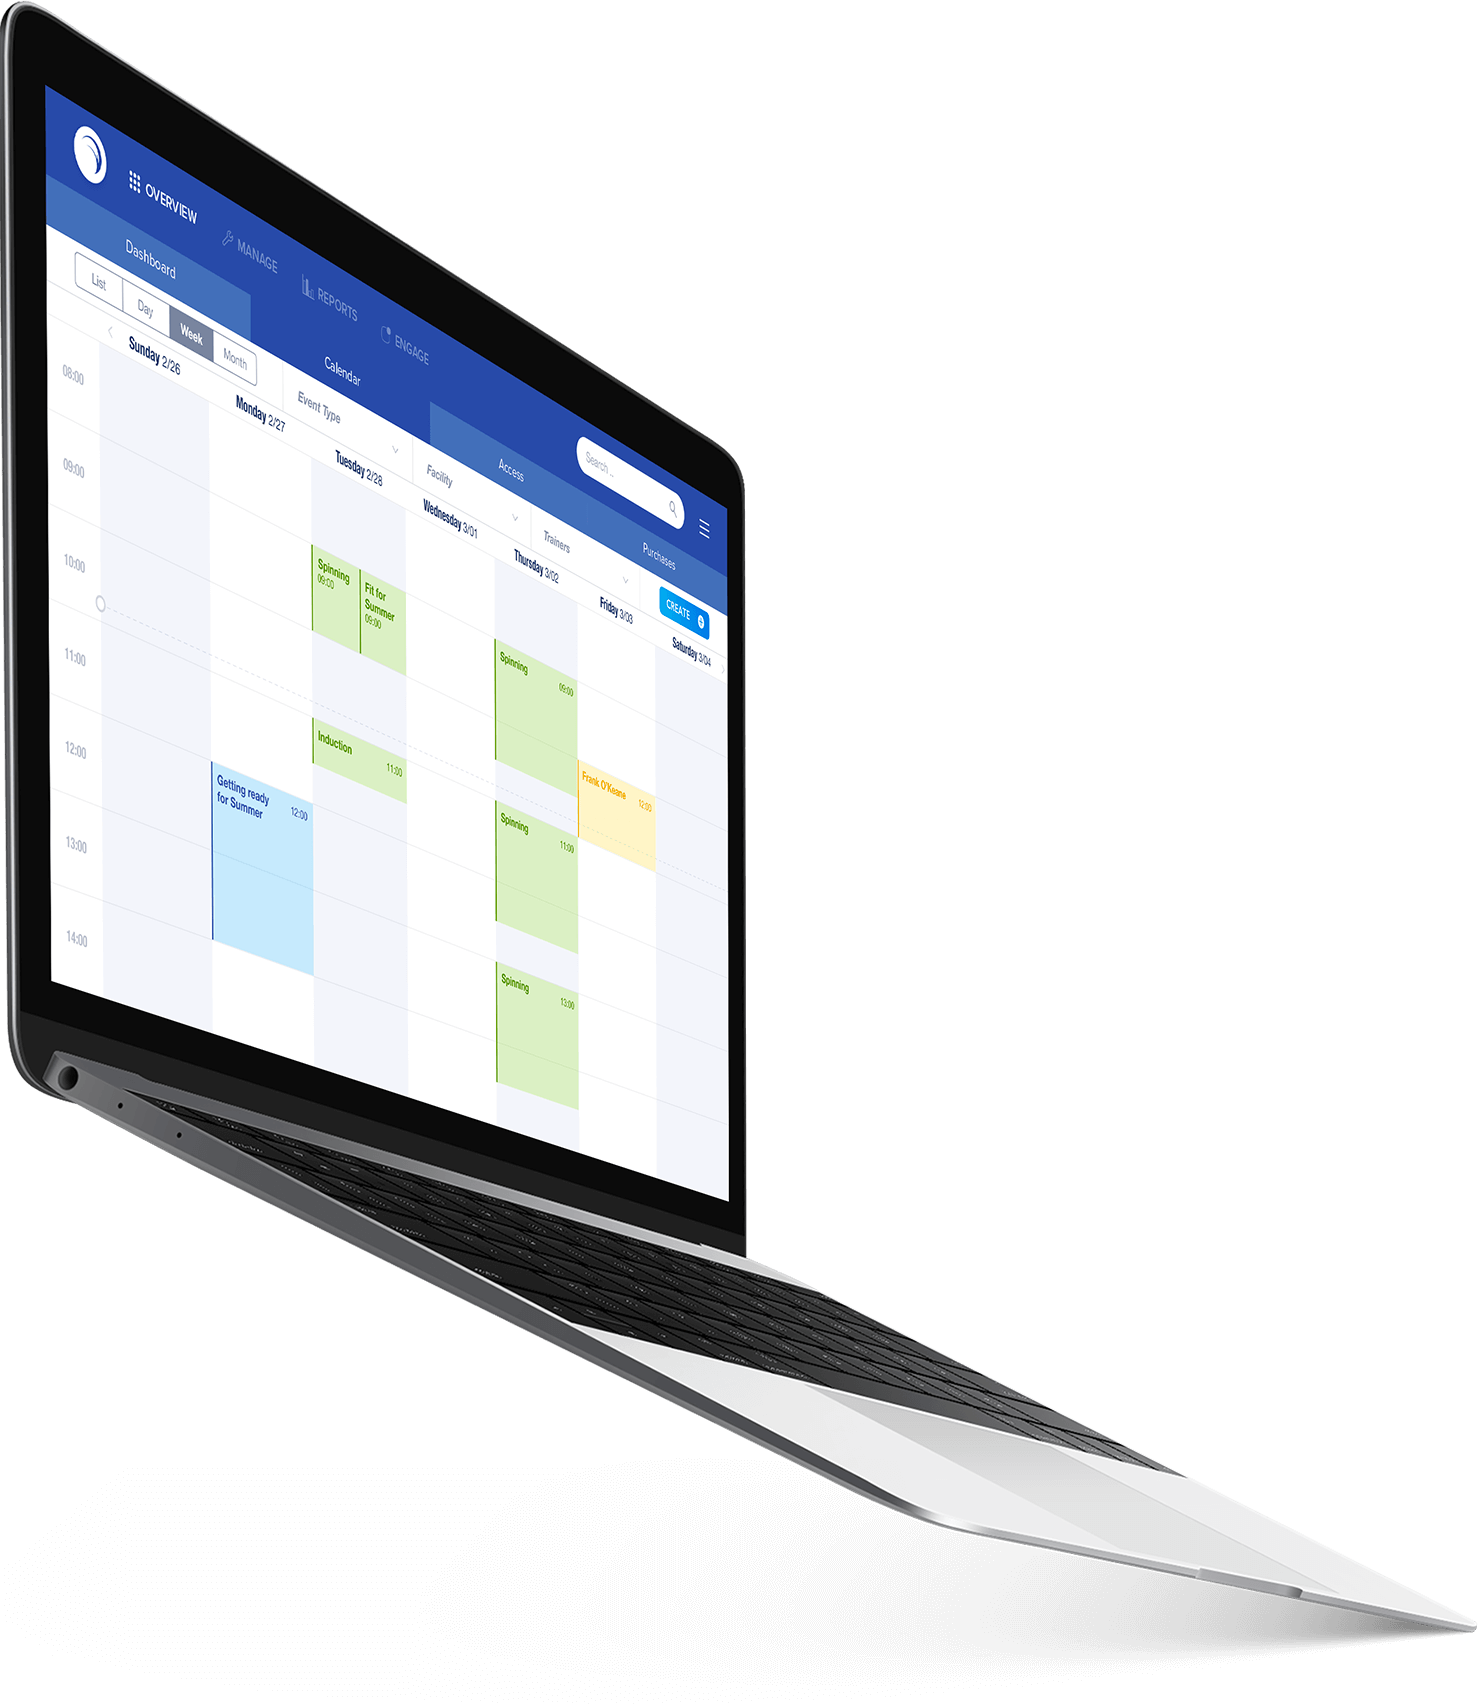 OVERVIEW
MANAGE
REPORTS
ENGAGE
Search ...
Dashboard
Calendar
Access
Purchases
List
Day
Week
Month
Event Type
Facility
Trainers
CREATE
Sunday 2/26
Monday 2/27
Tuesday 2/28
Wednesday 3/01
Thursday 3/02
Friday 3/03
Saturday 3/04
08:00
09:00
10:00
11:00
12:00
13:00
14:00
Getting ready
for Summer
12:00
Spinning
09:00
Fit for
Summer
09:00
Induction
11:00
Spinning
09:00
Spinning
11:00
Spinning
13:00
Frank O'Keane
12:00